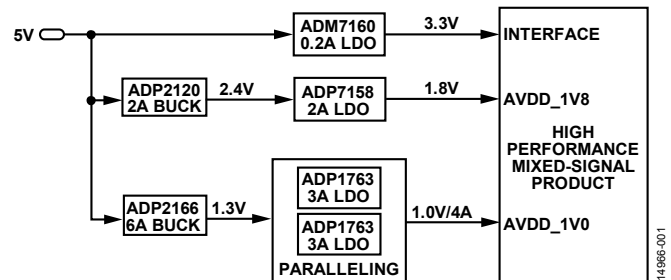 5V
ADM7160
0.2A LDO
3.3V
INTERFACE
ADP2120
2A BUCK
2.4V
ADP7158
2A LDO
1.8V
AVDD_1V8
HIGH
PERFORMANCE
MIXED-SIGNAL
PRODUCT
ADP2166
6A BUCK
1.3V
ADP1763
3A LDO
ADP1763
3A LDO
PARALLELING
1.0V/4A
AVDD_1V0
14966-001